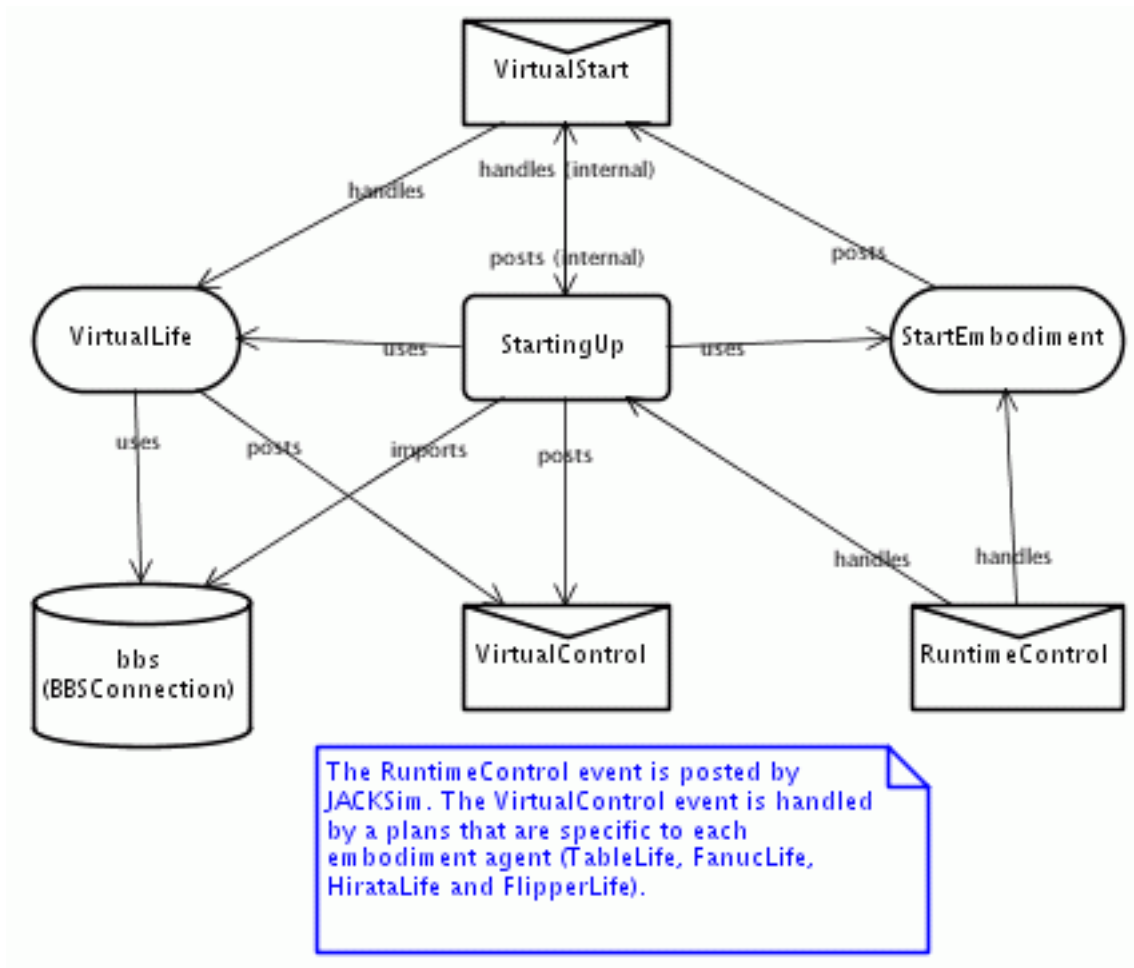 VirtualStart
handles (internal)
handles
posts (internal)
posts
VirtualLife
uses
StartingUp
uses
StartEmbodiment
uses
posts
imports
posts
handles
handles
bbs
(BBSConnection)
VirtualControl
RuntimeControl
The RuntimeControl event is posted by
JACKSim. The VirtualControl event is handled
by a plans that are specific to each
embodiment agent (TableLife, FanucLife,
HirataLife and FlipperLife).